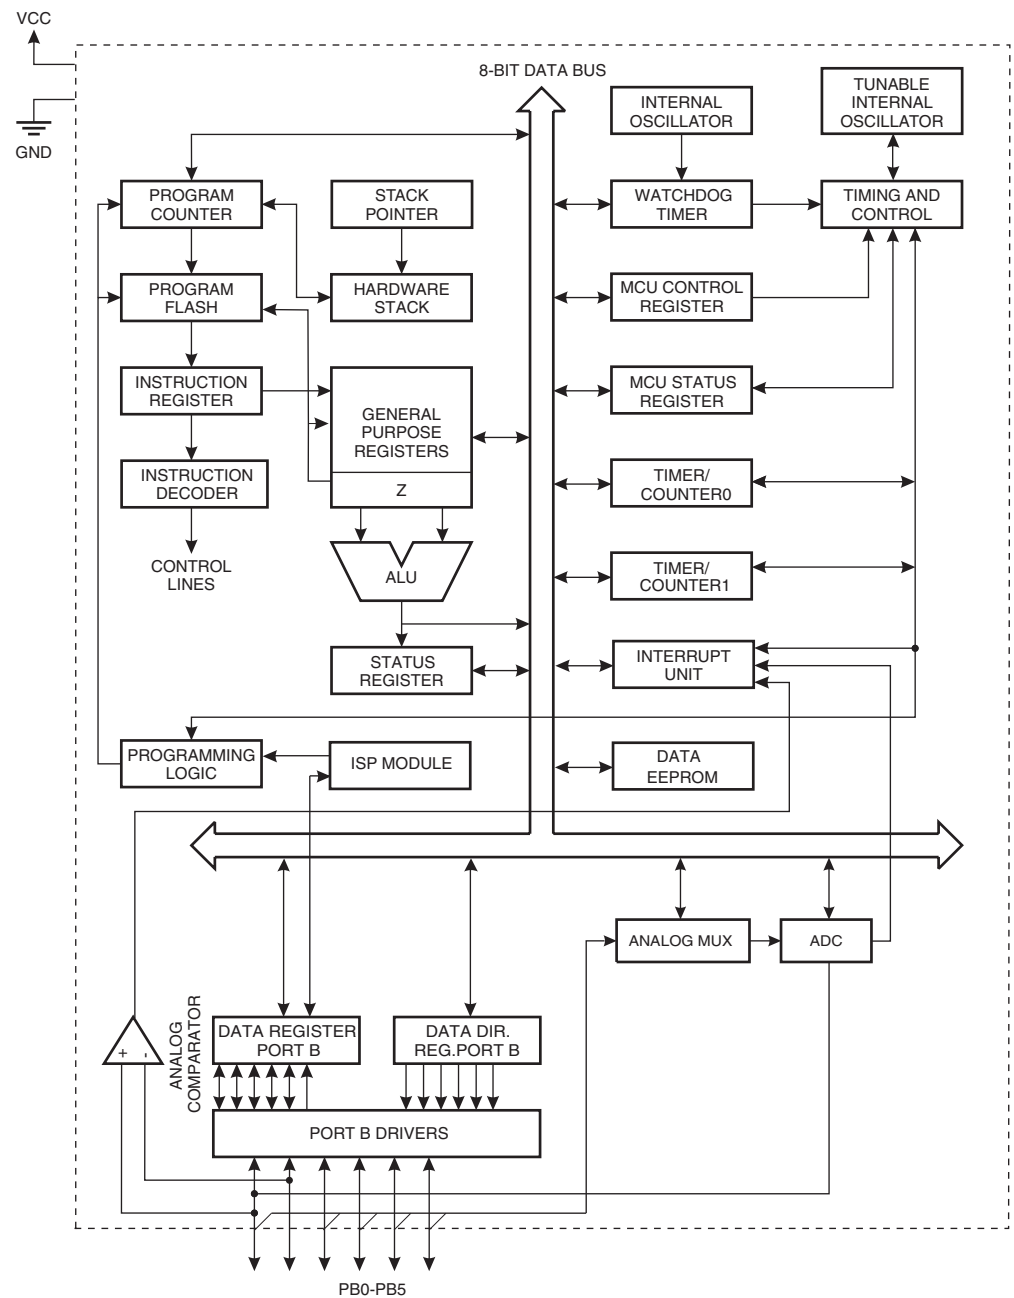 VCC
GND
8-BIT DATA BUS
INTERNAL
OSCILLATOR
TUNABLE
INTERNAL
OSCILLATOR
PROGRAM
COUNTER
STACK
POINTER
WATCHDOG
TIMER
TIMING AND
CONTROL
PROGRAM
FLASH
HARDWARE
STACK
MCU CONTROL
REGISTER
INSTRUCTION
REGISTER
GENERAL
PURPOSE
REGISTERS
Z
MCU STATUS
REGISTER
INSTRUCTION
DECODER
TIMER/
COUNTER0
CONTROL
LINES
ALU
TIMER/
COUNTER1
STATUS
REGISTER
INTERRUPT
UNIT
PROGRAMMING
LOGIC
ISP MODULE
DATA
EEPROM
ANALOG MUX
ADC
ANALOG
COMPARATOR
+
-
DATA REGISTER
PORT B
DATA DIR.
REG.PORT B
PORT B DRIVERS
PB0-PB5